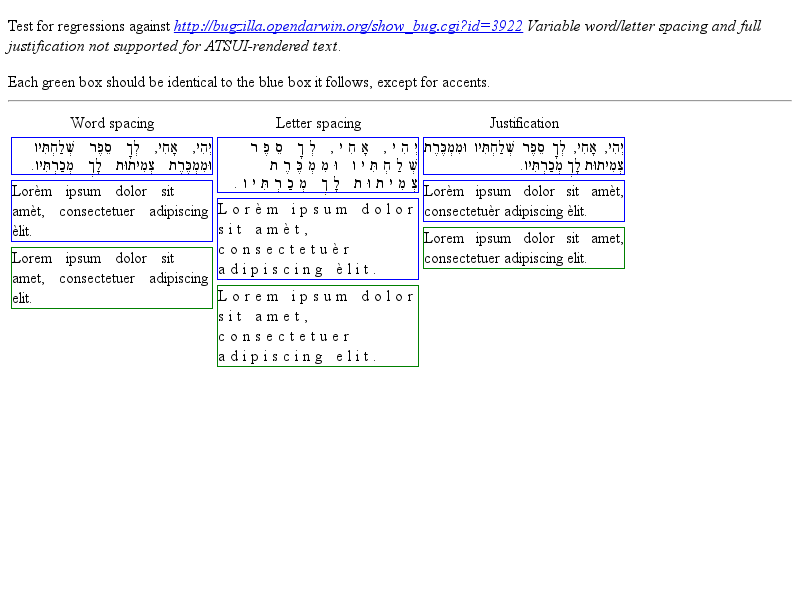 Test for regressions against http://bugzilla.opendarwin.org/show_bug.cgi?id=3922 Variable word/letter spacing and full
justification not supported for ATSUI-rendered text.
Each green box should be identical to the blue box it follows, except for accents.
Word spacing
יְהִי, אָחִי, לְךָ סֵפֶר שְׁלַחְתִּיו
וּמִמְכֶּרֶת צְמִיתוּת לָךְ מְכַרְתִּיו.
Lorèm ipsum dolor sit
amèt, consectetuer adipiscing
èlit.
Lorem ipsum dolor sit
amet, consectetuer adipiscing
elit.
Letter spacing
יְהִי, אָחִי, לְךָ סֵפֶר
שְׁלַחְתִּיו וּמִמְכֶּרֶת
צְמִיתוּת לָךְ מְכַרְתִּיו.
Lorèm ipsum dolor
sit amèt,
consectetuèr
adipiscing èlit.
Lorem ipsum dolor
sit amet,
consectetuer
adipiscing elit.
Justification
יְהִי, אָחִי, לְךָ סֵפֶר שְׁלַחְתִּיו וּמִמְכֶּרֶת
צְמִיתוּת לָךְ מְכַרְתִּיו.
Lorèm ipsum dolor sit amèt,
consectetuèr adipiscing èlit.
Lorem ipsum dolor sit amet,
consectetuer adipiscing elit.